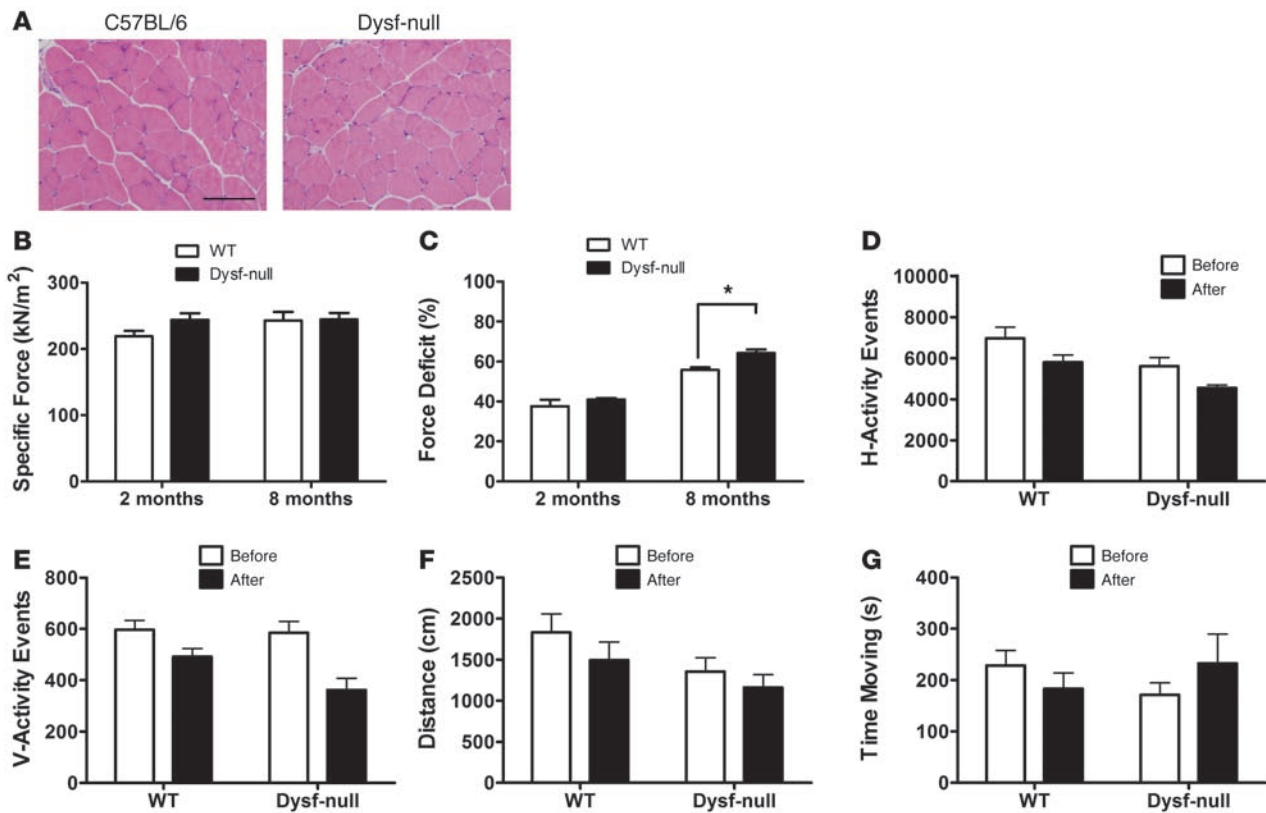 A
C57BL/6
Dysf-null
B
WT
Dysf-null
Specific Force (kN/m²)
300
200
100
0
2 months
8 months
C
WT
Dysf-null
Force Deficit (%)
100
80
60
40
20
0
*
2 months
8 months
D
Before
After
H-Activity Events
10000
8000
6000
4000
2000
0
WT
Dysf-null
E
Before
After
V-Activity Events
800
600
400
200
0
WT
Dysf-null
F
Before
After
Distance (cm)
2500
2000
1500
1000
500
0
WT
Dysf-null
G
Before
After
Time Moving (s)
400
300
200
100
0
WT
Dysf-null